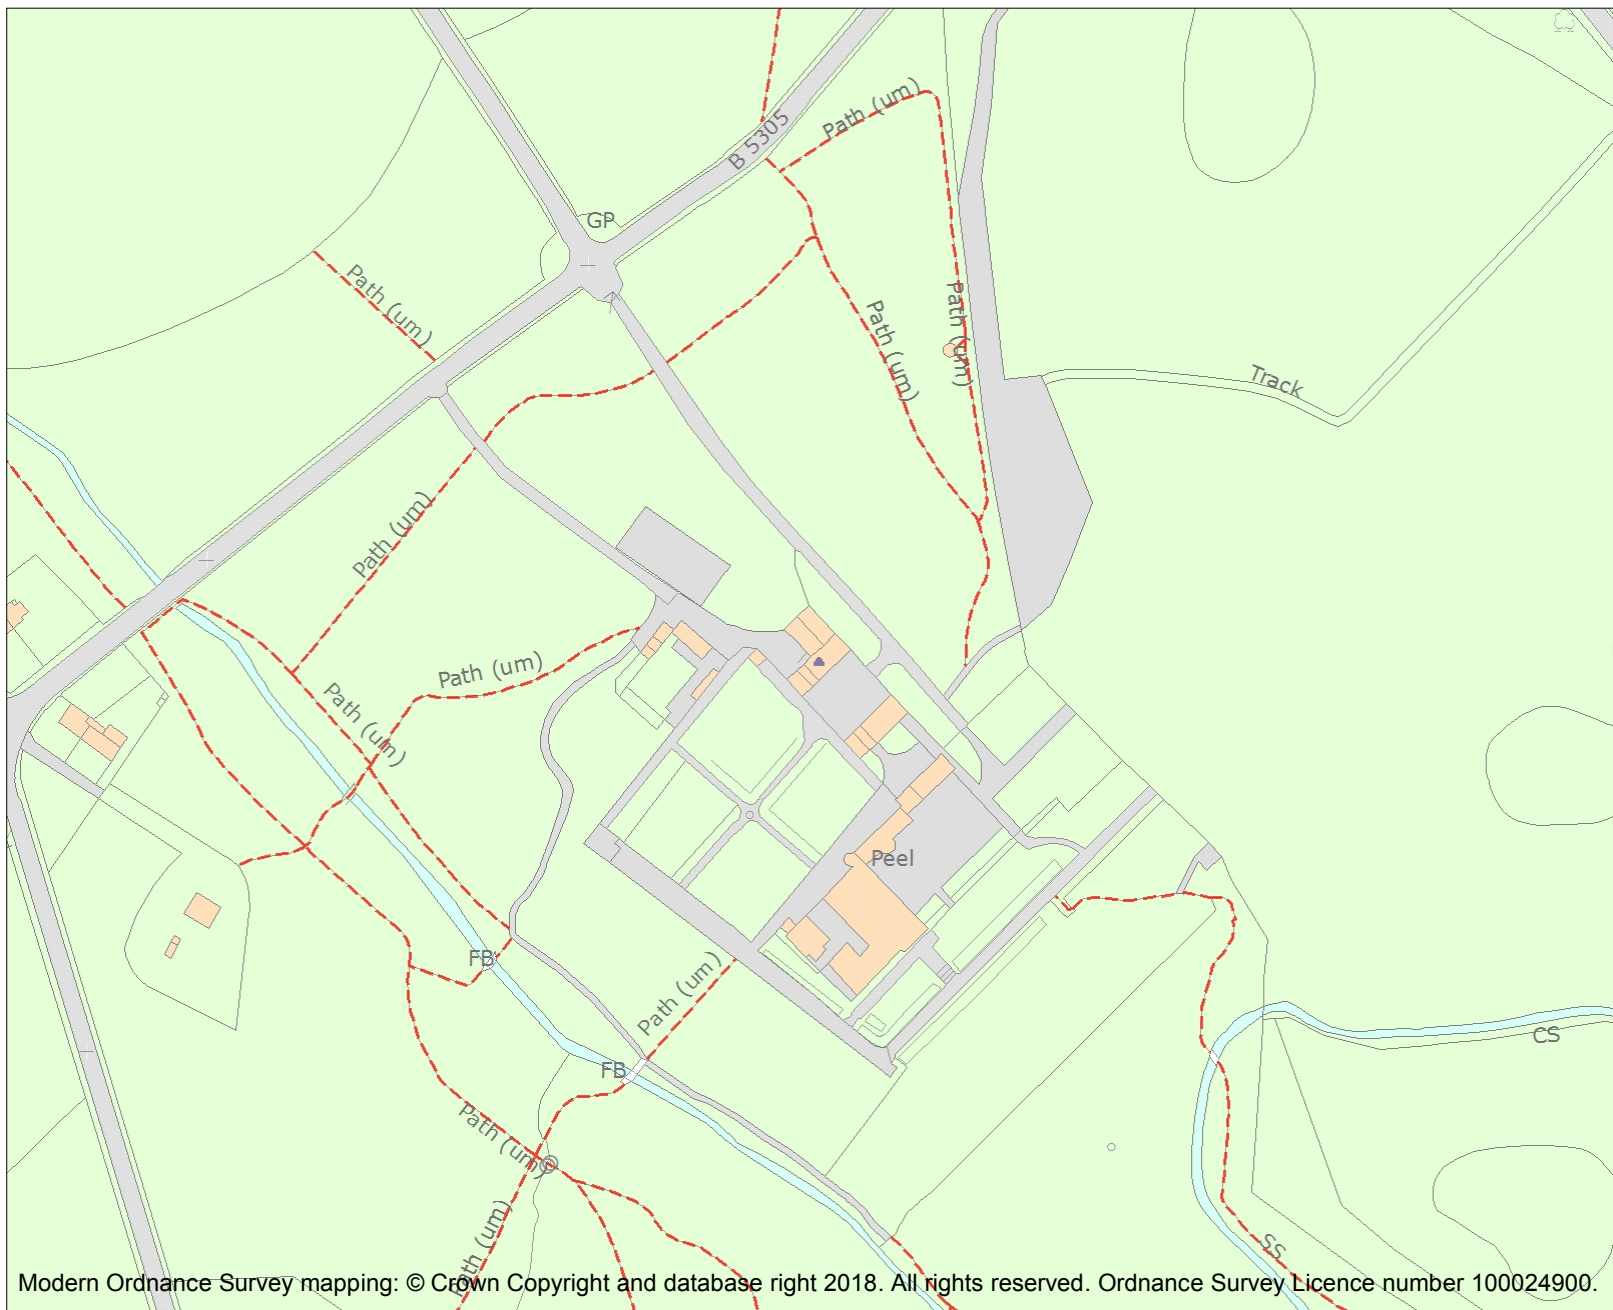 Path (um)
B 5305
GP
Path (um)
Path (um)
Path (um)
Track
Path (um)
Path (um)
Path (um)
Peel
FB
Path (um)
CS
FB
Path (um)
Path (um)
SS
Modern Ordnance Survey mapping: © Crown Copyright and database right 2018. All rights reserved. Ordnance Survey Licence number 100024900.